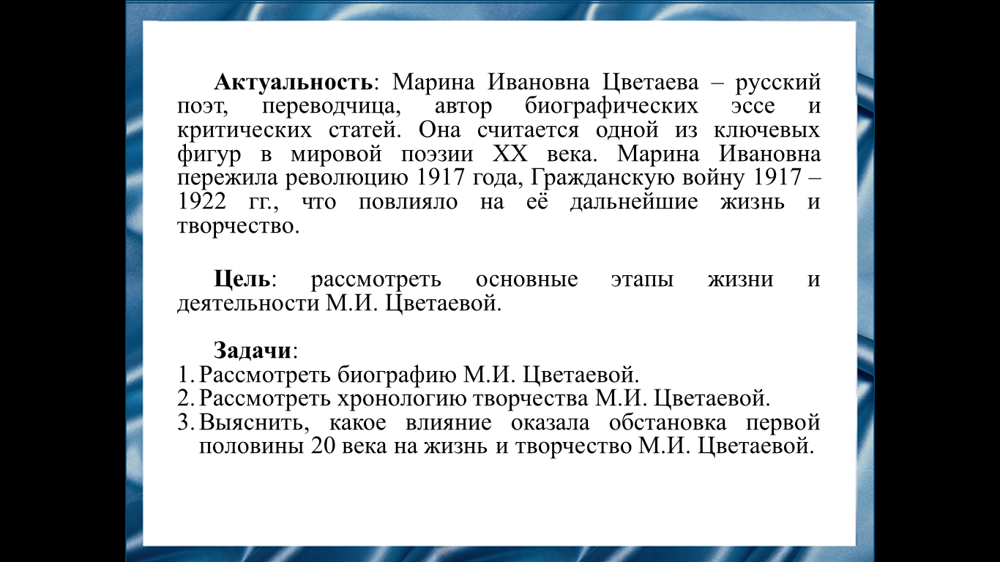 Актуальность: Марина Ивановна Цветаева – русский
поэт, переводчица, автор биографических эссе и
критических статей. Она считается одной из ключевых
фигур в мировой поэзии XX века. Марина Ивановна
пережила революцию 1917 года, Гражданскую войну 1917 –
1922 гг., что повлияло на её дальнейшие жизнь и
творчество.
Цель: рассмотреть основные этапы жизни и
деятельности М.И. Цветаевой.
Задачи:
1. Рассмотреть биографию М.И. Цветаевой.
2. Рассмотреть хронологию творчества М.И. Цветаевой.
3. Выяснить, какое влияние оказала обстановка первой
половины 20 века на жизнь и творчество М.И. Цветаевой.